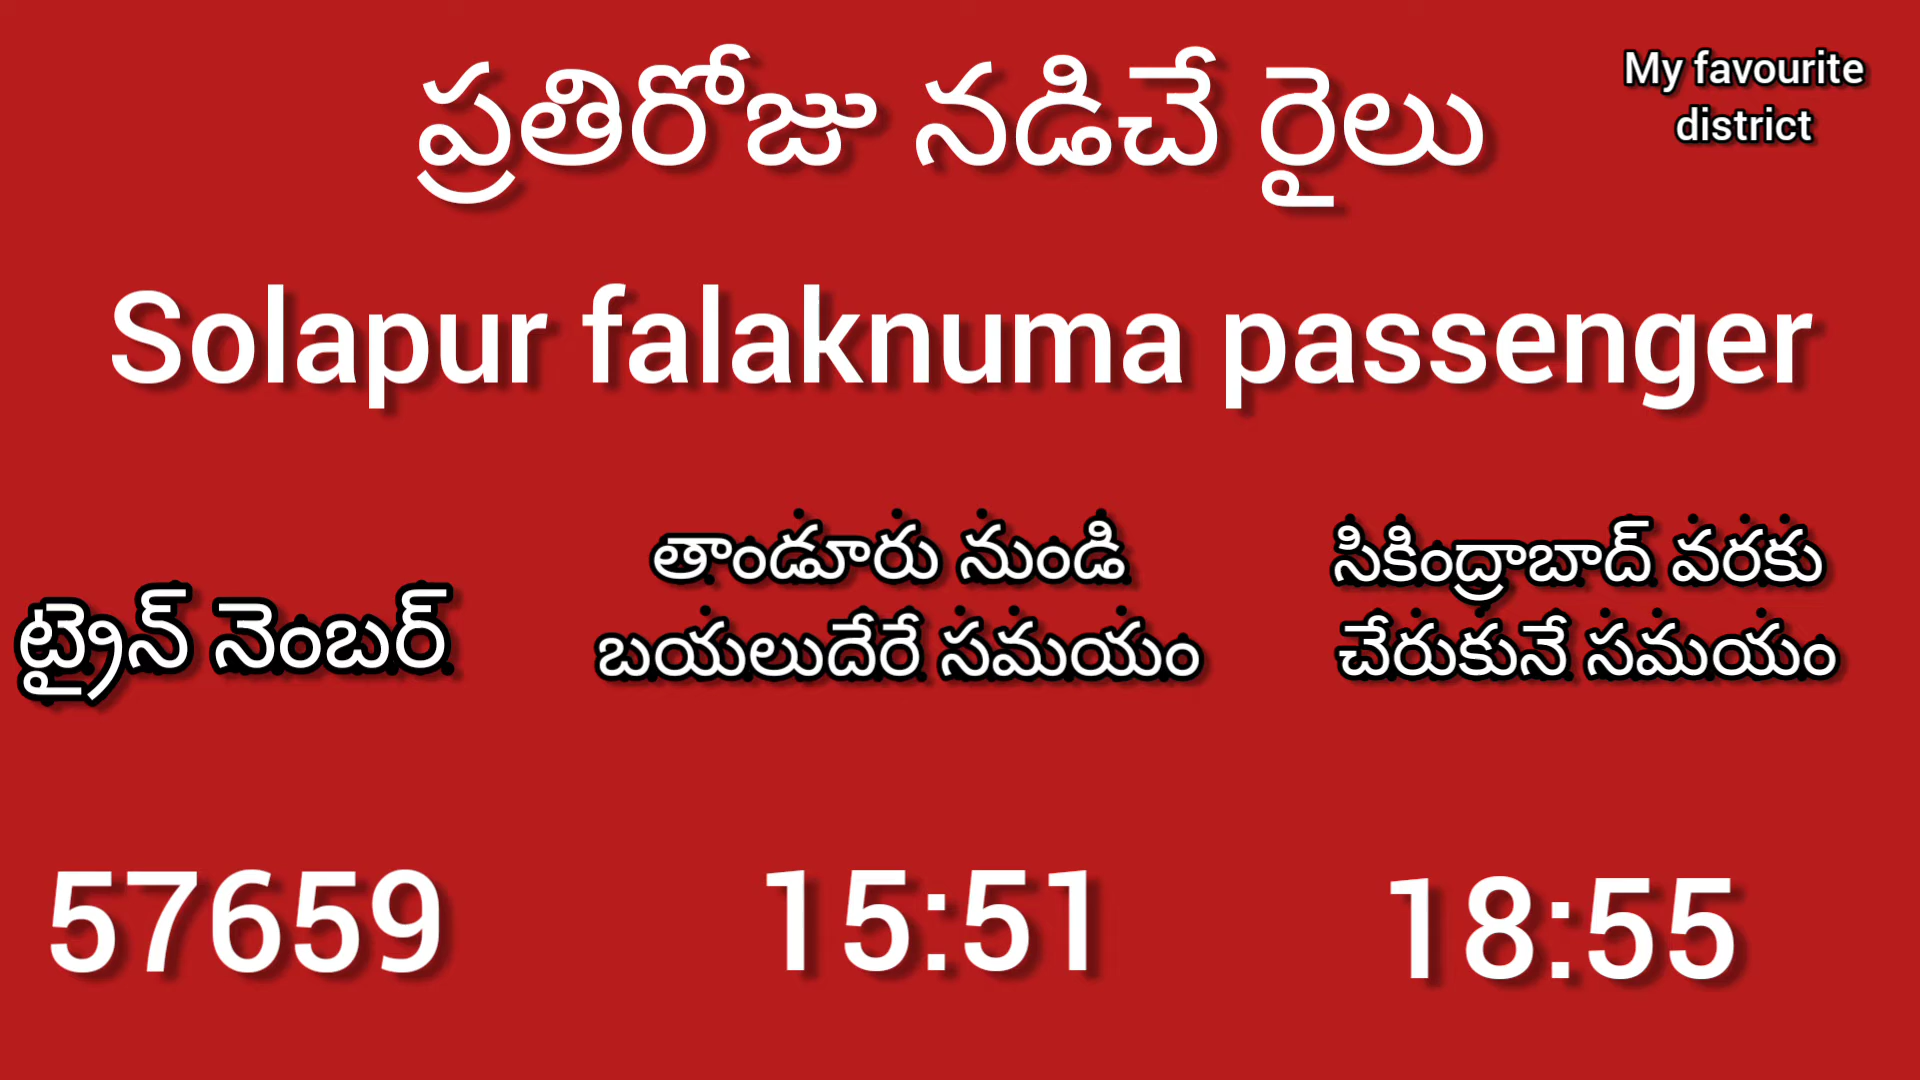 ప్రతిరోజు నడిచే రైలు
My favourite
district
Solapur falaknuma passenger
ట్రైన్ నెంబర్
తాండూరు నుండి
బయలుదేరే సమయం
సికింద్రాబాద్ వరకు
చేరుకునే సమయం
57659
15:51
18:55